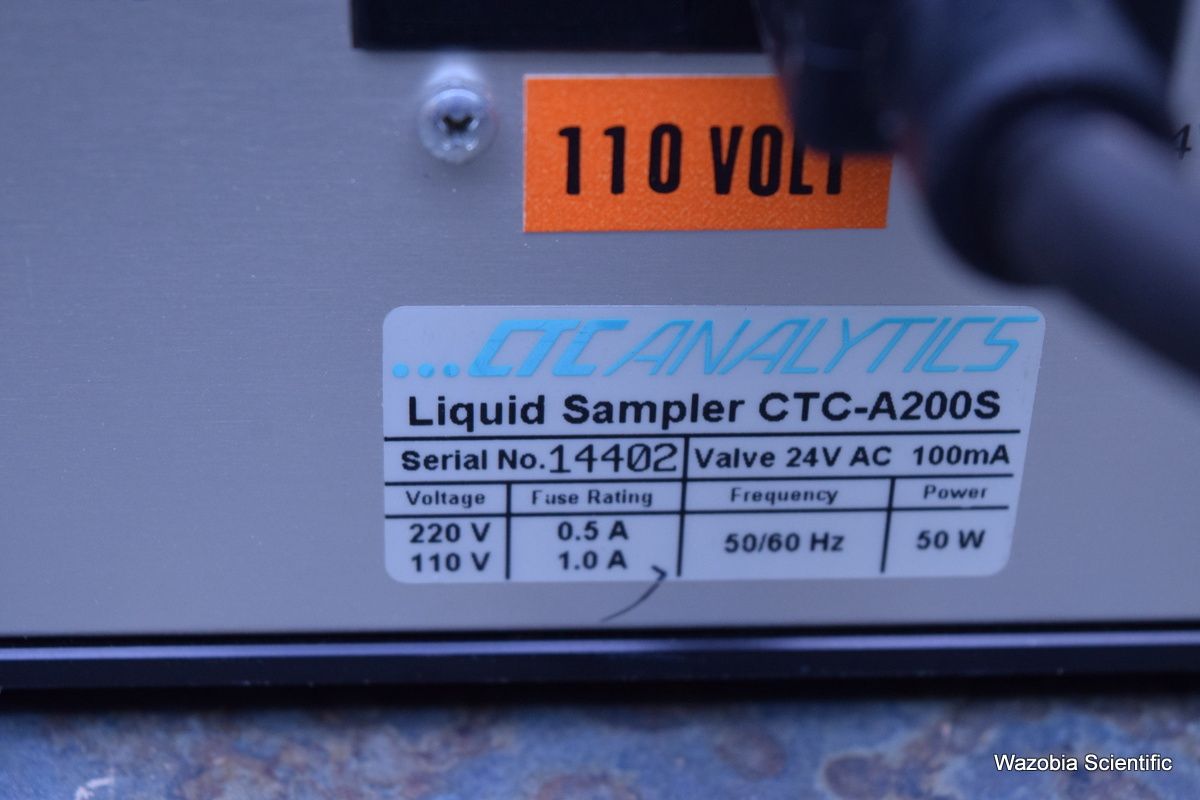 110 VOLT
4
...CTC ANALYTICS
Liquid Sampler CTC-A200S
Serial No. 14402 Valve 24V AC 100mA
Voltage Fuse Rating Frequency Power
220 V 0.5 A 50/60 Hz 50 W
110 V 1.0 A
Wazobia Scientific